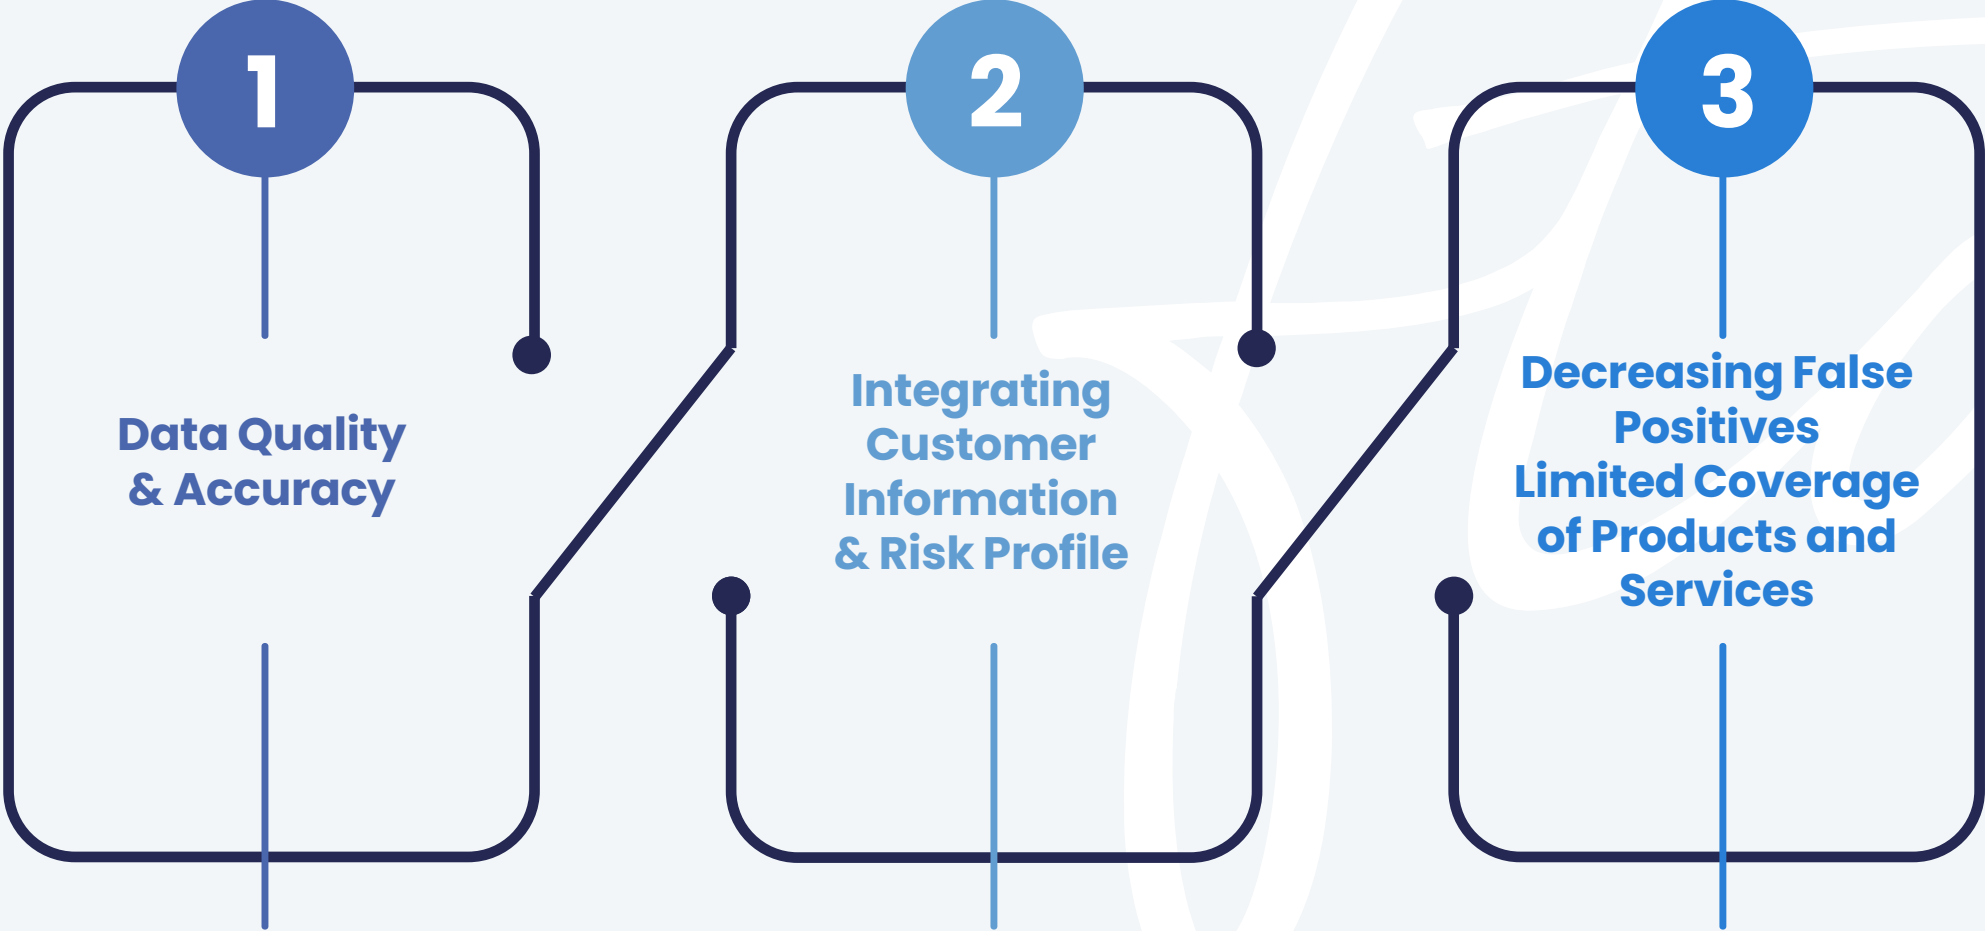 1
Data Quality
& Accuracy
2
Integrating
Customer
Information
& Risk Profile
3
Decreasing False
Positives
Limited Coverage
of Products and
Services